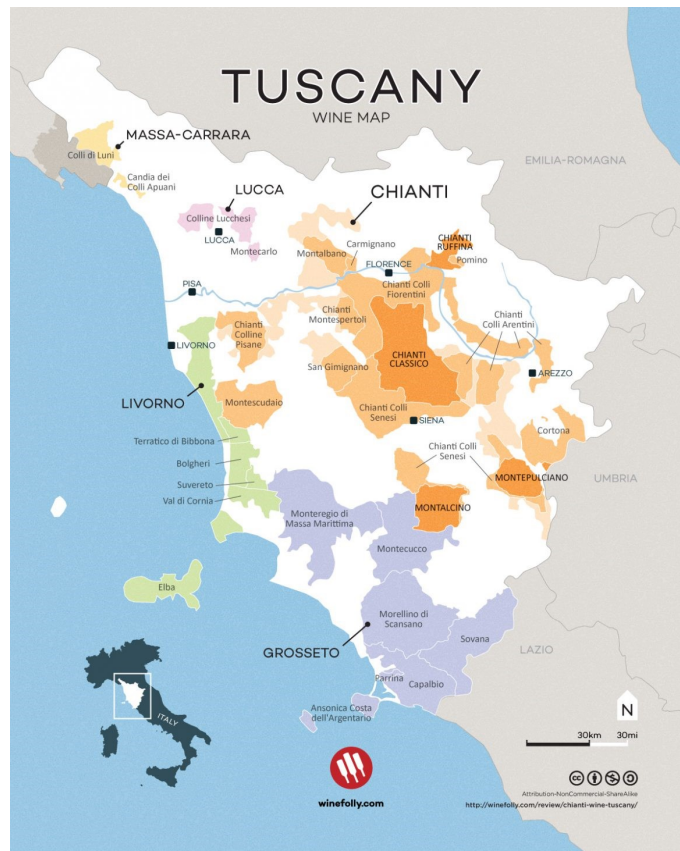 TUSCANY
WINE MAP
MASSA-CARRARA
Colli di Luni
EMILIA-ROMAGNA
Candia dei
Colli Apuani
LUCCA
CHIANTI
Colline Lucchesi
LUCCA
Montecarlo
CHIANTI
RUFFINA
Carmignano
Montalbano
Pomino
FLORENCE
PISA
Chianti Colli
Fiorentini
Chianti
Montespertoli
Chianti
Colli Arentini
Chianti
Colline
Pisane
LIVORNO
CHIANTI
CLASSICO
San Gimignano
AREZZO
LIVORNO
Montescudaio
Chianti Colli
Senesi
SIENA
Cortona
Terratico di Bibbona
Chianti Colli
Senesi
Bolgheri
Suvereto
MONTEPULCIANO
UMBRIA
Val di Cornia
MONTALCINO
Monteregio di
Massa Marittima
Montecucco
Elba
Morellino di
Scansano
Sovana
GROSSETO
LAZIO
Parrina
Capalbio
Ansonica Costa
dell'Argentario
ITALY
N
30km 30mi
winefolly.com
cc
Attribution-NonCommercial-ShareAlike
http://winefolly.com/review/chianti-wine-tuscany/